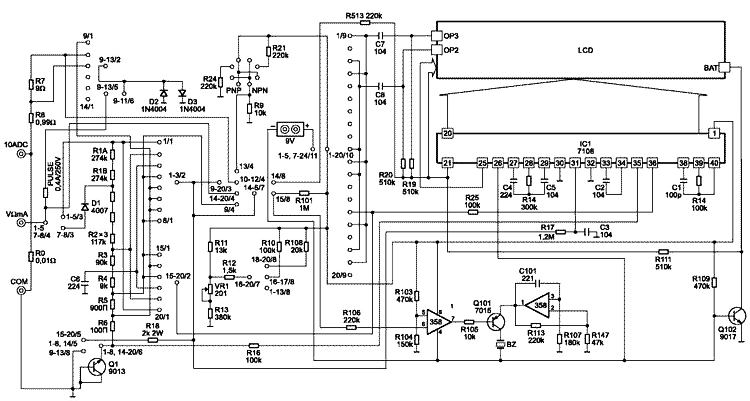 R513 220k
9/1
R21
220k
1/9
C7
104
OP3
OP2
LCD
BAT
9-13/2
R7
9Ω
R24
220k
PNP
NPN
14/1
9-13/5
9-11/6
D2
1N4004
D3
1N4004
C8
104
R9
10k
R8
0,99Ω
9V
20
1
10ADC
1/1
1-5, 7-24/11
1-20/10
IC1
7106
R1A
274k
13/4
21
25
26
27
28
29
30
31
32
33
34
35
36
38
39
40
PULSE
0,4A/250V
R1B
274k
1-3/2
9-20/3
10-12/4
14-5/7
14/8
R20
510k
R19
510k
C4
224
R14
300k
C5
104
C2
104
C1
100p
R14
100k
D1
4007
14-20/4
15/8
R101
1M
VΩmA
1-5
7-8/4
1-5/3
7-8/3
8/1
9/4
R25
100k
R2×3
117k
R17
1,2M
C3
104
R0
0,01Ω
R3
90k
15/1
R11
13k
R10
100k
R108
20k
R111
510k
C6
224
R4
9k
15-20/2
R12
1,5k
18-20/8
COM
VR1
201
16-20/7
16-17/8
1-13/8
C101
221
R109
470k
R5
900Ω
20/1
20/9
R103
470k
Q101
7015
R13
380k
R6
100Ω
R106
220k
5
6
1
358
7
4
358
1
3
2
15-20/5
R18
2k 2W
R105
10k
Q102
9017
1-8, 14/5
9-13/8
1-8, 14-20/6
R104
150k
BZ
R113
220k
R107
180k
R147
47k
R16
100k
Q1
9013